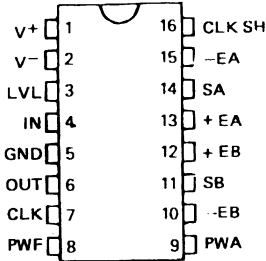 V+ 1 16 CLK SH
V- 2 15 -EA
LVL 3 14 SA
IN 4 13 +EA
GND 5 12 +EB
OUT 6 11 SB
CLK 7 10 -EB
PWF 8 9 PWA